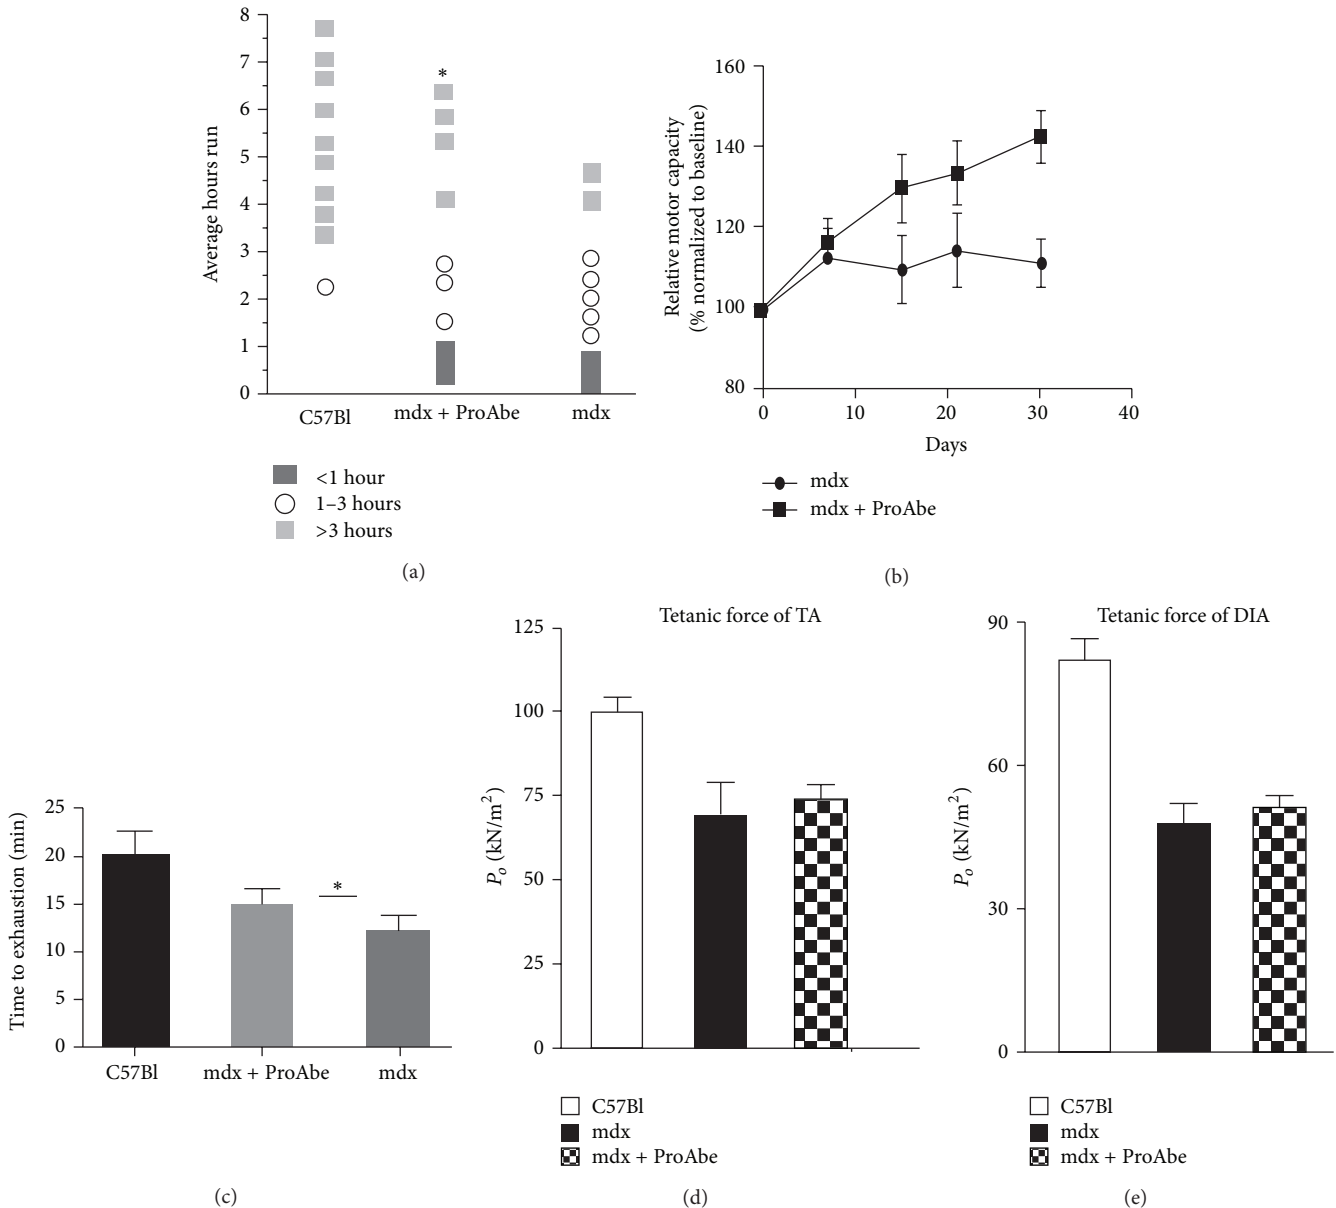 8
7
6
5
4
3
2
1
0
Average hours run
*
C57Bl
mdx + ProAbe
mdx
<1 hour
1–3 hours
>3 hours
(a)
160
140
120
100
80
Relative motor capacity
(% normalized to baseline)
0 10 20 30 40
Days
mdx
mdx + ProAbe
(b)
25
20
15
10
5
0
Time to exhaustion (min)
*
C57Bl mdx + ProAbe mdx
(c)
Tetanic force of TA
125
100
75
50
25
0
Pₒ (kN/m²)
C57Bl
mdx
mdx + ProAbe
(d)
Tetanic force of DIA
90
60
30
0
Pₒ (kN/m²)
C57Bl
mdx
mdx + ProAbe
(e)